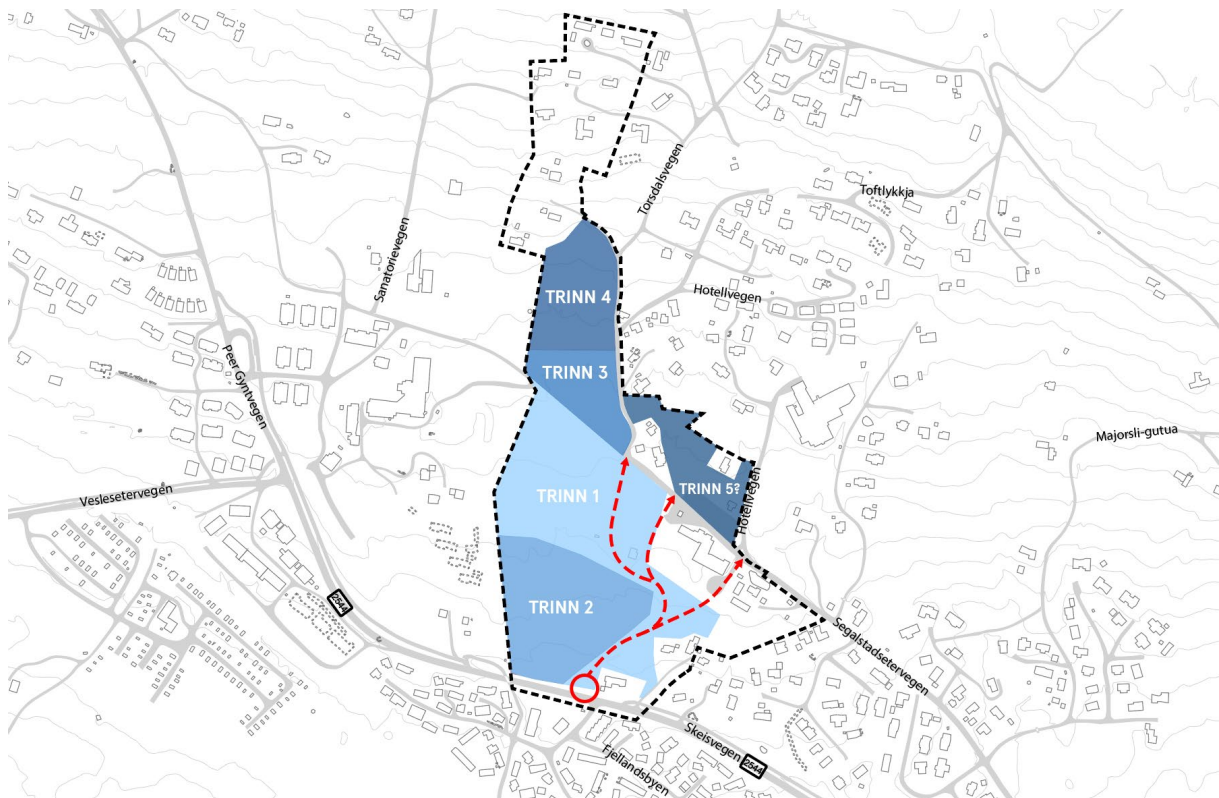 Torsdalsvegen
Toftlykkja
Sanatorievegen
Hotellvegen
TRINN 4
Peer Gyntvegen
TRINN 3
Majorsli-gutua
Veslesetervegen
TRINN 1
TRINN 5?
Hotellvegen
2544
TRINN 2
Segalstadsetervegen
Skeisvegen
Fjellandsbyen
2544